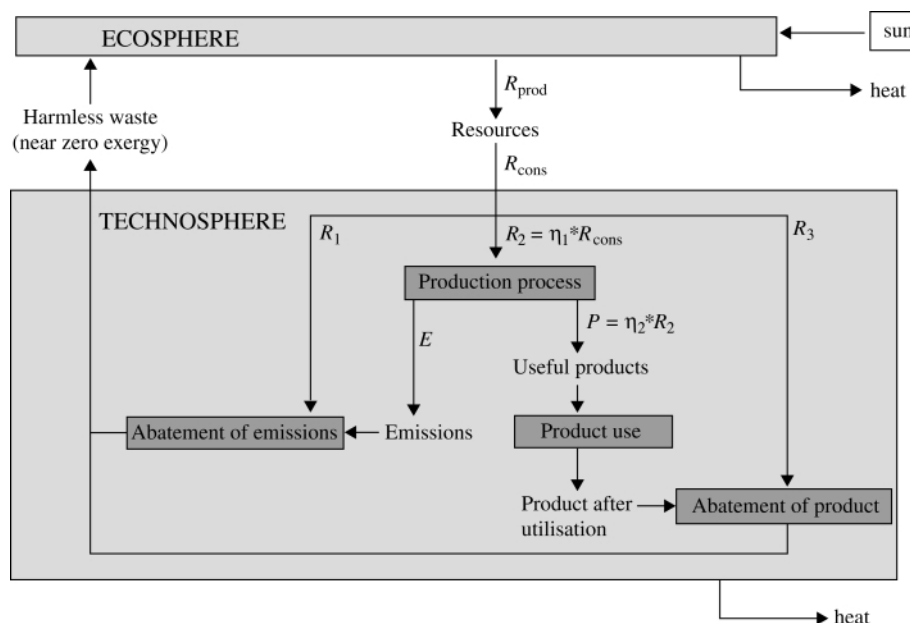 ECOSPHERE
sun
heat
R_prod
Harmless waste
(near zero exergy)
Resources
R_cons
TECHNOSPHERE
R_1
R_2 = η_1*R_cons
R_3
Production process
E
P = η_2*R_2
Useful products
Abatement of emissions
Emissions
Product use
Product after
utilisation
Abatement of product
heat